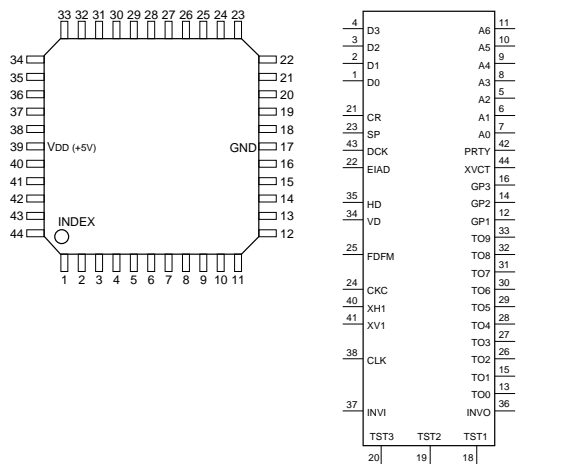 33 32 31 30 29 28 27 26 25 24 23
34 22
35 21
36 20
37 19
38 18
39 VDD (+5V) GND 17
40 16
41 15
42 14
43 13
44 INDEX 12
1 2 3 4 5 6 7 8 9 10 11
4 D3 A6 11
3 D2 A5 10
2 D1 A4 9
1 D0 A3 8
A2 5
21 CR A1 6
23 SP A0 7
43 DCK PRTY 42
22 EIAD XVCT 44
GP3 16
35 HD GP2 14
34 VD GP1 12
TO9 33
25 FDFM TO8 32
TO7 31
24 CKC TO6 30
40 XH1 TO5 29
41 XV1 TO4 28
TO3 27
38 CLK TO2 26
TO1 15
TO0 13
37 INVI INVO 36
TST3 TST2 TST1
20 19 18